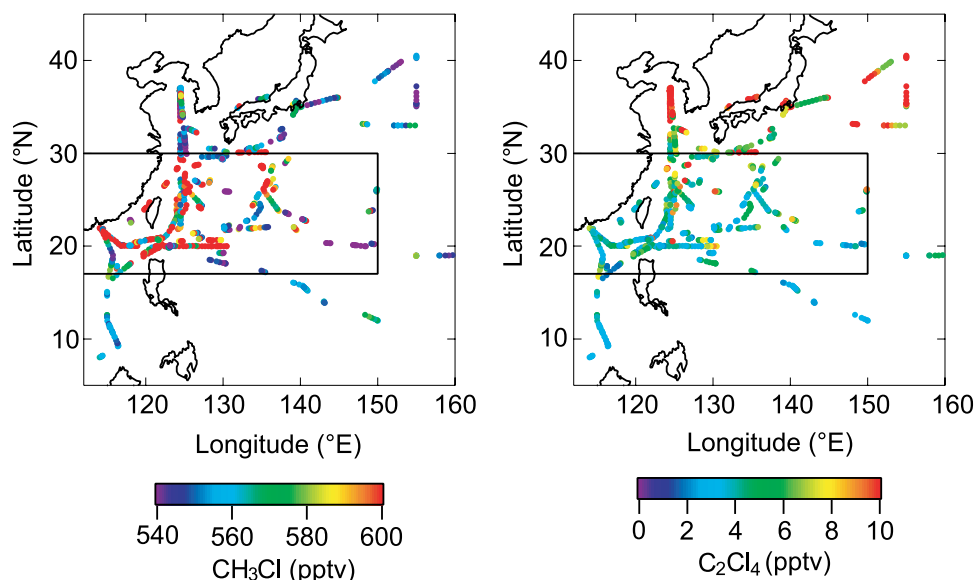 40
30
20
10
Latitude (°N)
120 130 140 150 160
Longitude (°E)
540 560 580 600
CH₃Cl (pptv)
40
30
20
10
Latitude (°N)
120 130 140 150 160
Longitude (°E)
0 2 4 6 8 10
C₂Cl₄ (pptv)